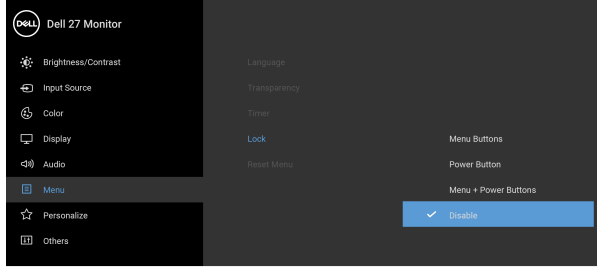 DELL Dell 27 Monitor
Brightness/Contrast
Input Source
Color
Display
Audio
Menu
Personalize
Others
Language
Transparency
Timer
Lock
Reset Menu
Menu Buttons
Power Button
Menu + Power Buttons
Disable